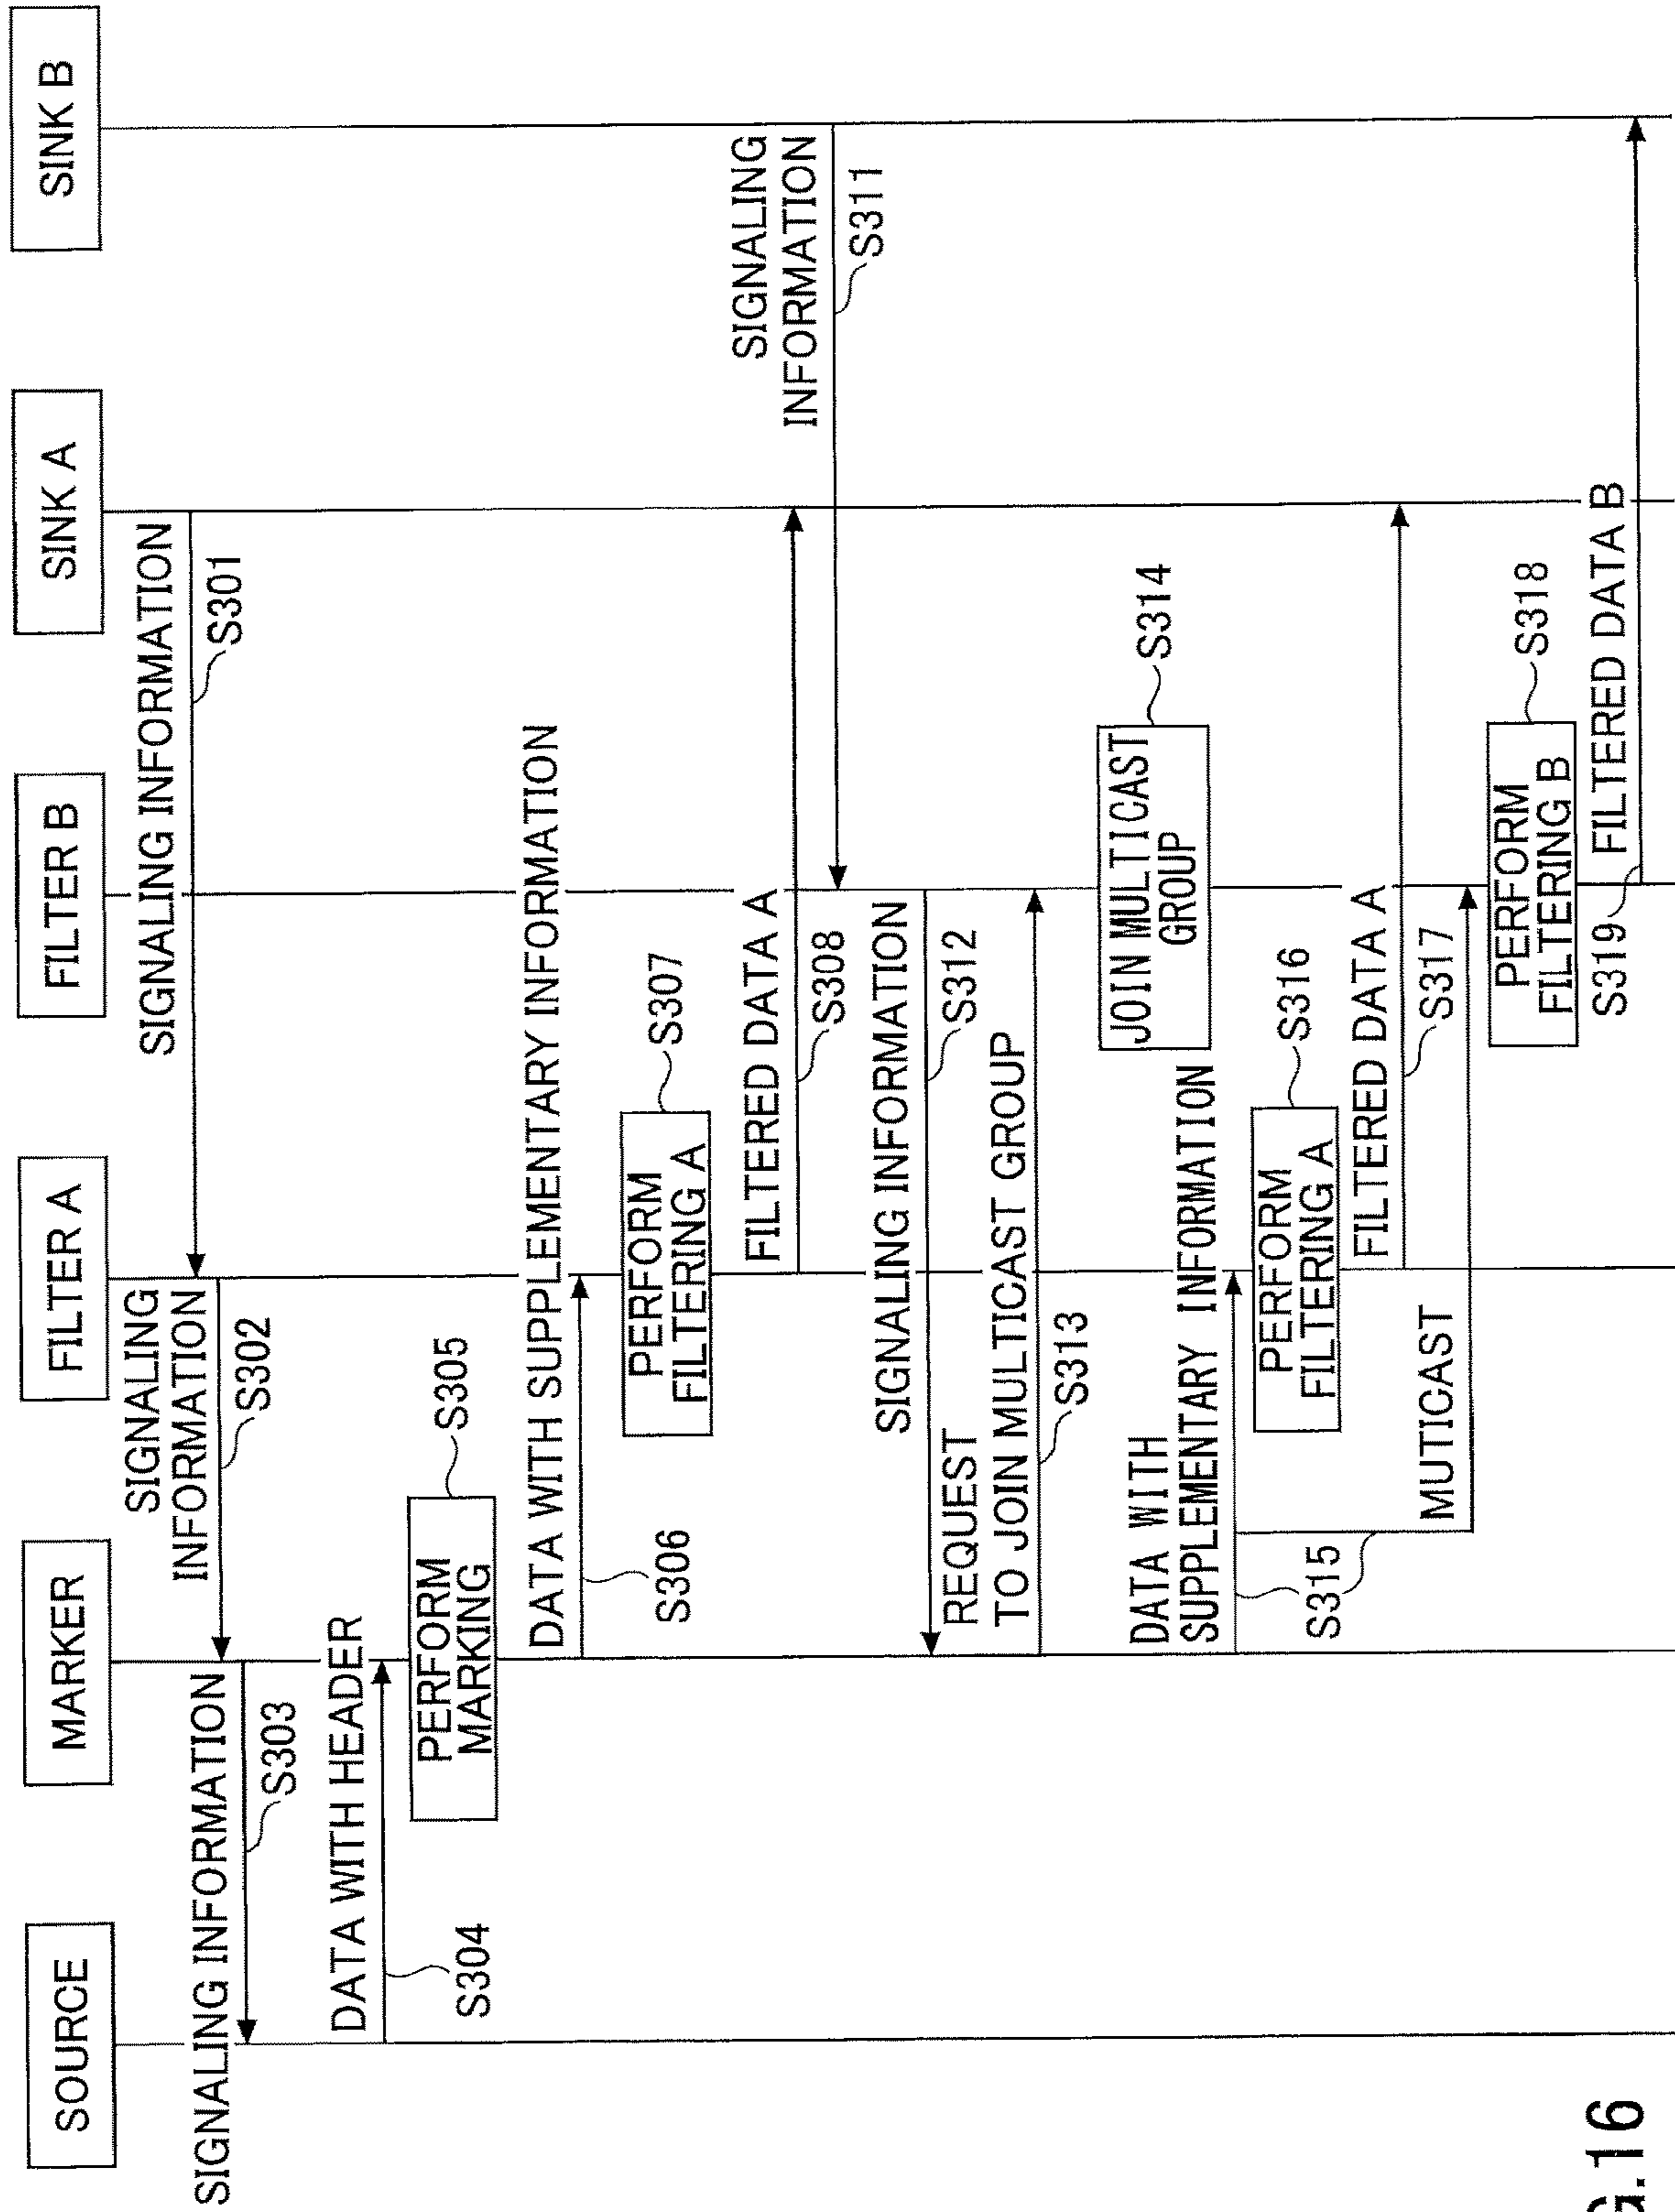 SOURCE
MARKER
FILTER A
FILTER B
SINK A
SINK B
SIGNALING INFORMATION
S301
SIGNALING
INFORMATION
S302
SIGNALING INFORMATION
S303
DATA WITH HEADER
S304
PERFORM
MARKING
S305
DATA WITH SUPPLEMENTARY INFORMATION
S306
PERFORM
FILTERING A
S307
FILTERED DATA A
S308
SIGNALING
INFORMATION
S311
SIGNALING INFORMATION
S312
REQUEST
TO JOIN MULTICAST GROUP
S313
JOIN MULTICAST
GROUP
S314
DATA WITH
SUPPLEMENTARY INFORMATION
S315
PERFORM
FILTERING A
S316
FILTERED DATA A
S317
MUTICAST
PERFORM
FILTERING B
S318
FILTERED DATA B
S319
G.16